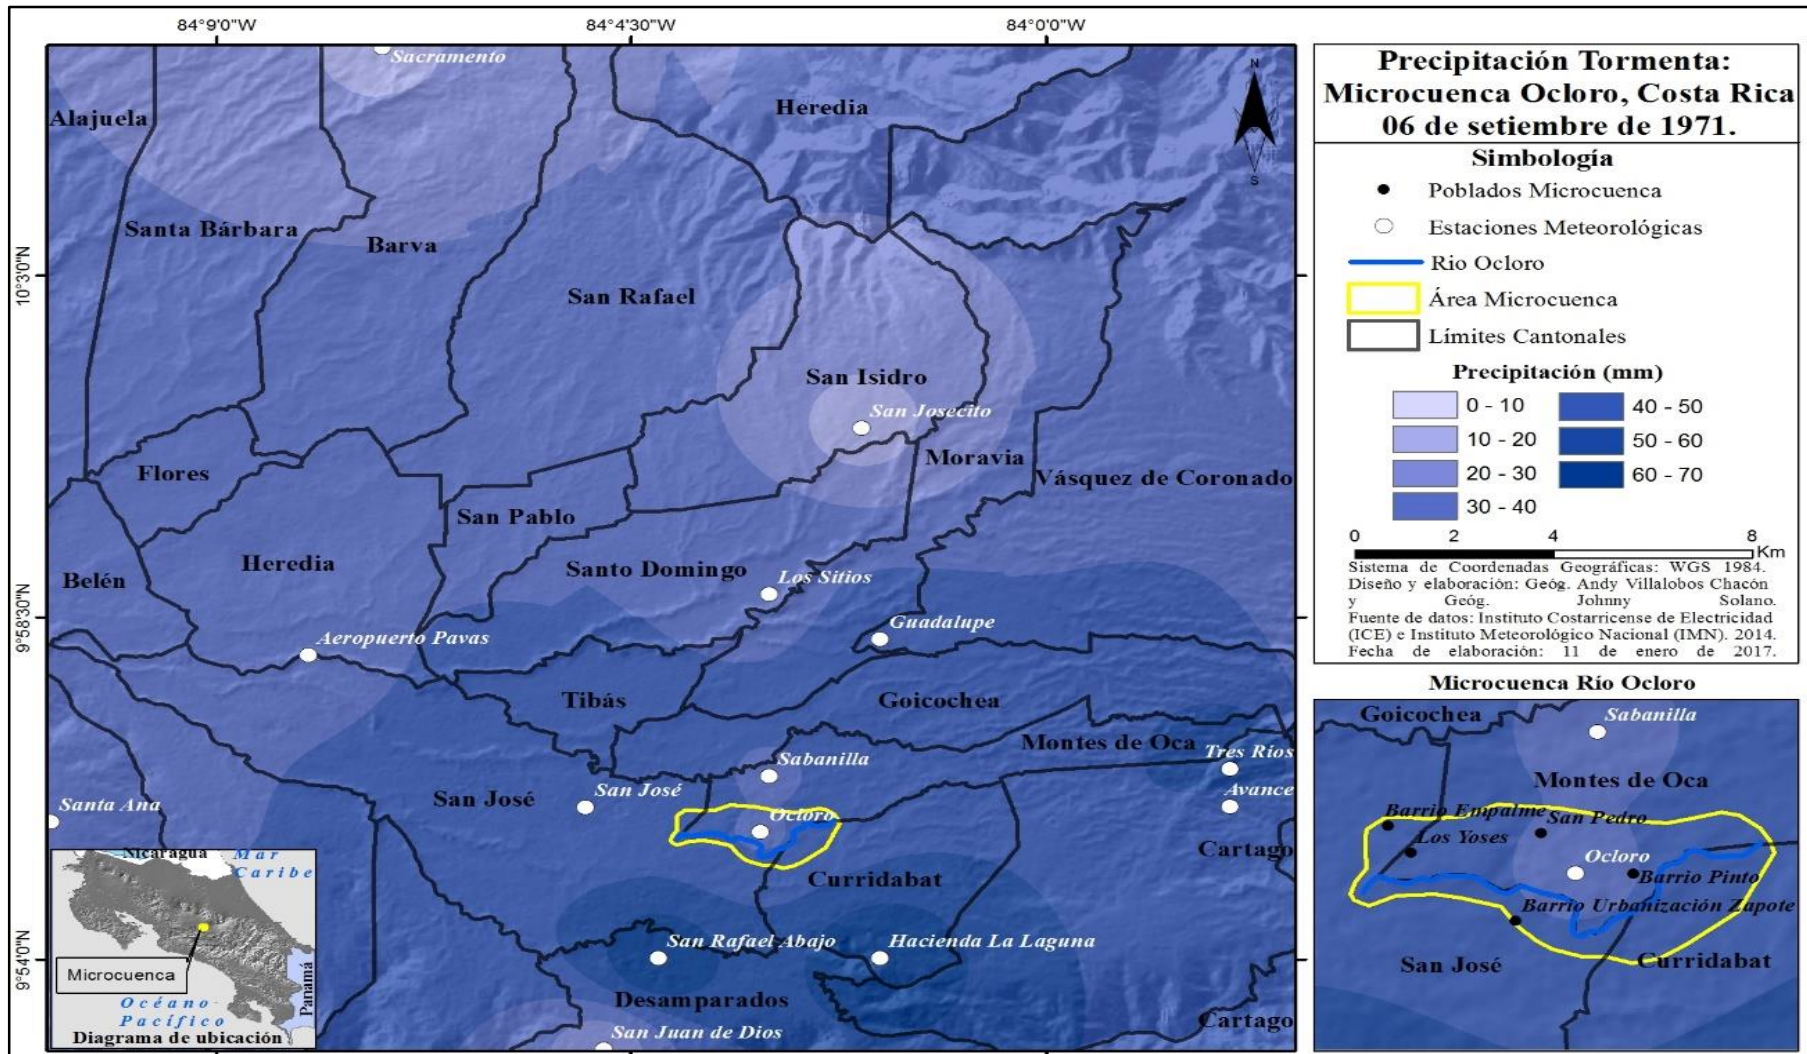 84°9'0"W
84°4'30"W
84°0'0"W
10°3'0"N
9°58'30"N
9°54'0"N
Sacramento
Alajuela
Heredia
Santa Bárbara
Barva
San Rafael
San Isidro
San Josecito
Flores
Moravia
Vásquez de Coronado
San Pablo
Heredia
Santo Domingo
Belén
Los Sitios
Guadalupe
Aeropuerto Pavas
Tibás
Goicochea
Montes de Oca
Tres Ríos
Sabanilla
Santa Ana
San José
San José
Avance
Ocloro
Cartago
Curridabat
San Rafael Abajo
Hacienda La Laguna
Desamparados
Cartago
San Juan de Dios
Nicaragua
Mar
Caribe
Microcuenca
Panamá
Océano
Pacífico
Diagrama de ubicación
Precipitación Tormenta:
Microcuenca Ocloro, Costa Rica
06 de setiembre de 1971.
N
S
Simbología
Poblados Microcuenca
Estaciones Meteorológicas
Rio Ocloro
Área Microcuenca
Límites Cantonales
Precipitación (mm)
0 - 10
10 - 20
20 - 30
30 - 40
40 - 50
50 - 60
60 - 70
0 2 4 8
Km
Sistema de Coordenadas Geográficas: WGS 1984.
Diseño y elaboración: Geóg. Andy Villalobos Chacón
y Geóg. Johnny Solano.
Fuente de datos: Instituto Costarricense de Electricidad
(ICE) e Instituto Meteorológico Nacional (IMN). 2014.
Fecha de elaboración: 11 de enero de 2017.
Microcuenca Río Ocloro
Goicochea
Sabanilla
Montes de Oca
Barrio Empalme
San Pedro
Los Yoses
Ocloro
Barrio Pinto
Barrio Urbanización Zapote
San José
Curridabat